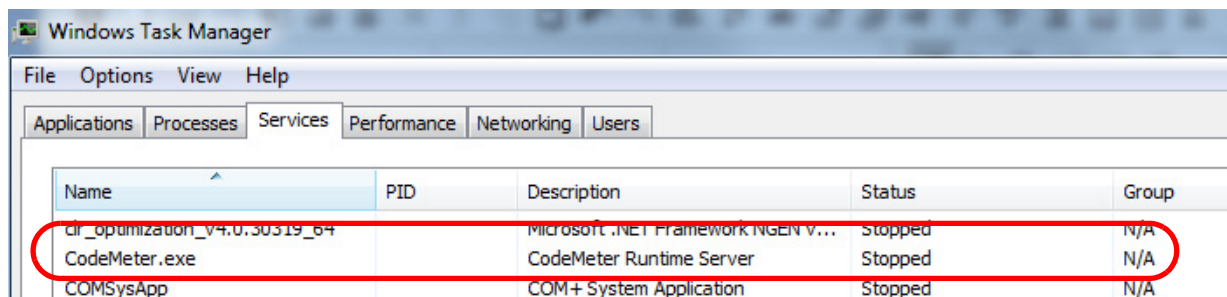 Windows Task Manager
File Options View Help
Applications Processes Services Performance Networking Users
Name PID Description Status Group
clr_optimization_v4.0.30319_64 Microsoft .NET Framework NGEN v... Stopped N/A
CodeMeter.exe CodeMeter Runtime Server Stopped N/A
COMSysApp COM+ System Application Stopped N/A